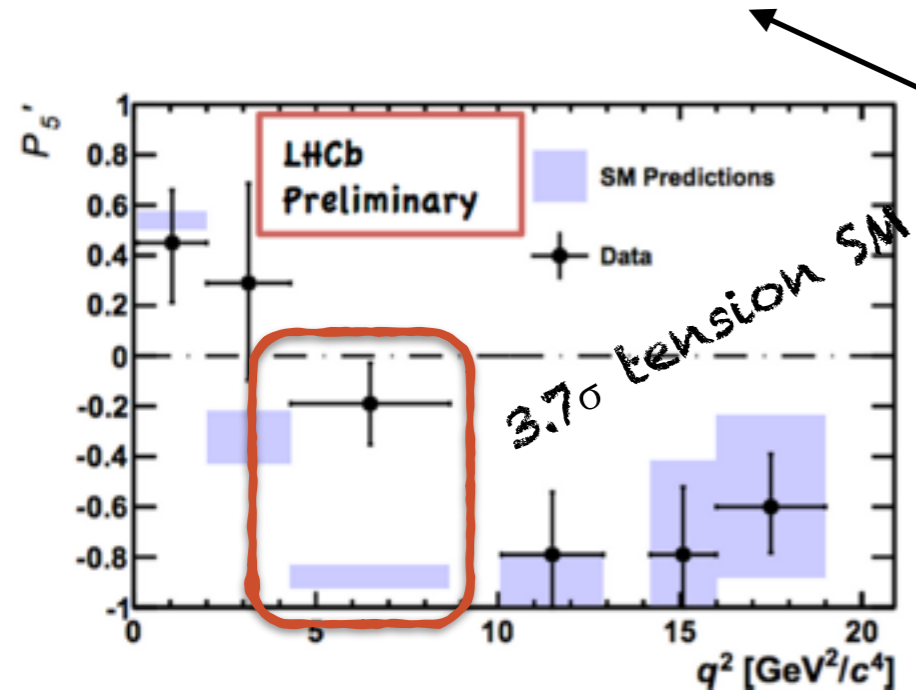 P5'
1
0.8
0.6
0.4
0.2
0
-0.2
-0.4
-0.6
-0.8
-1
LHCb
Preliminary
SM Predictions
Data
3.7σ tension SM
0 5 10 15 20
q² [GeV²/c⁴]